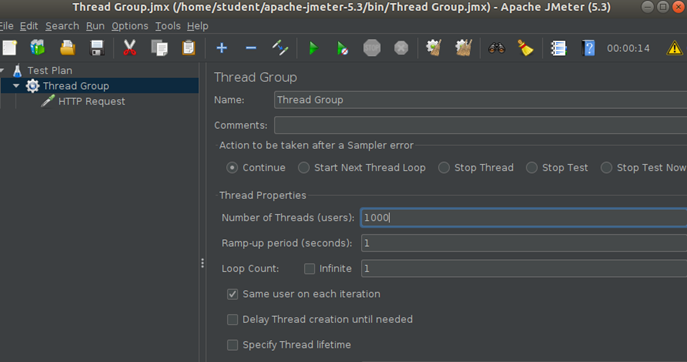 Thread Group.jmx (/home/student/apache-jmeter-5.3/bin/Thread Group.jmx) - Apache JMeter (5.3)
File Edit Search Run Options Tools Help
00:00:14
Test Plan
Thread Group
HTTP Request
Thread Group
Name: Thread Group
Comments:
Action to be taken after a Sampler error
Continue Start Next Thread Loop Stop Thread Stop Test Stop Test Now
Thread Properties
Number of Threads (users): 1000
Ramp-up period (seconds): 1
Loop Count: Infinite 1
Same user on each iteration
Delay Thread creation until needed
Specify Thread lifetime